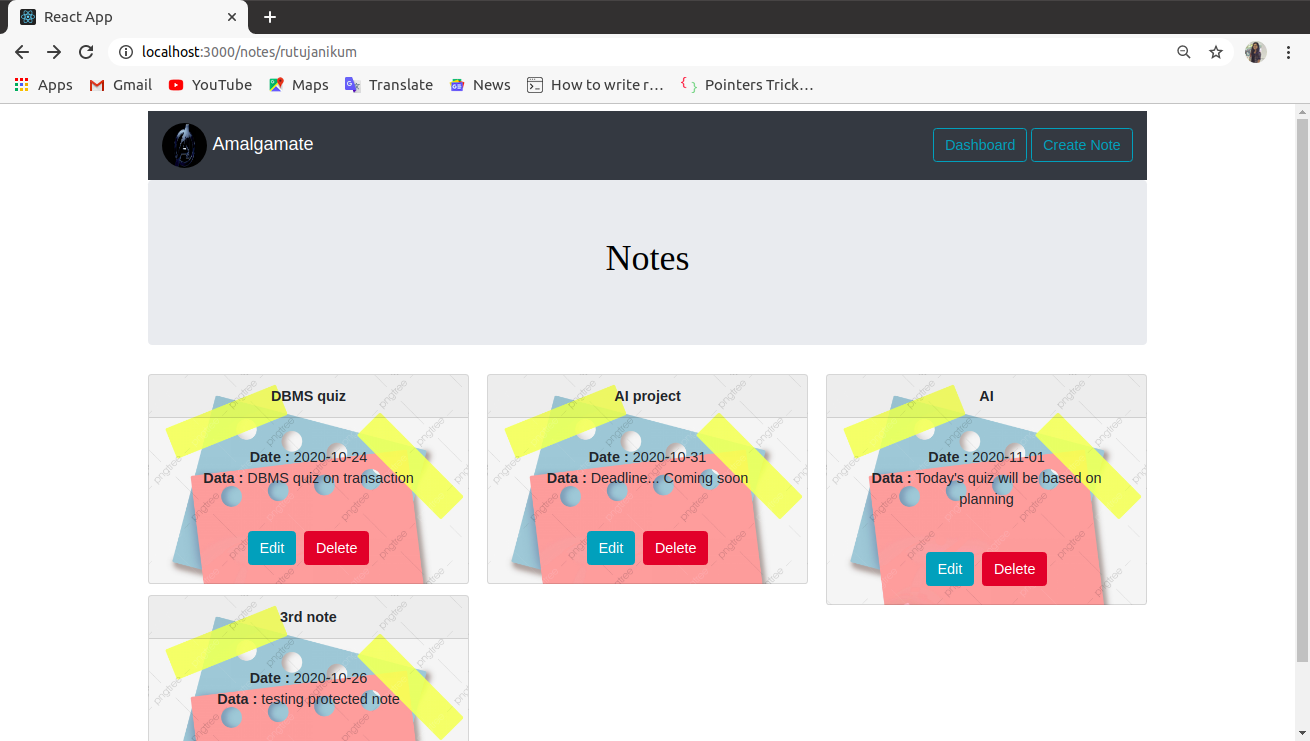 React App
localhost:3000/notes/rutujanikum
Apps Gmail YouTube Maps Translate News How to write r… Pointers Trick…
Amalgamate Dashboard Create Note
Notes
DBMS quiz
Date : 2020-10-24
Data : DBMS quiz on transaction
Edit Delete
AI project
Date : 2020-10-31
Data : Deadline... Coming soon
Edit Delete
AI
Date : 2020-11-01
Data : Today's quiz will be based on
planning
Edit Delete
3rd note
Date : 2020-10-26
Data : testing protected note
pngtree